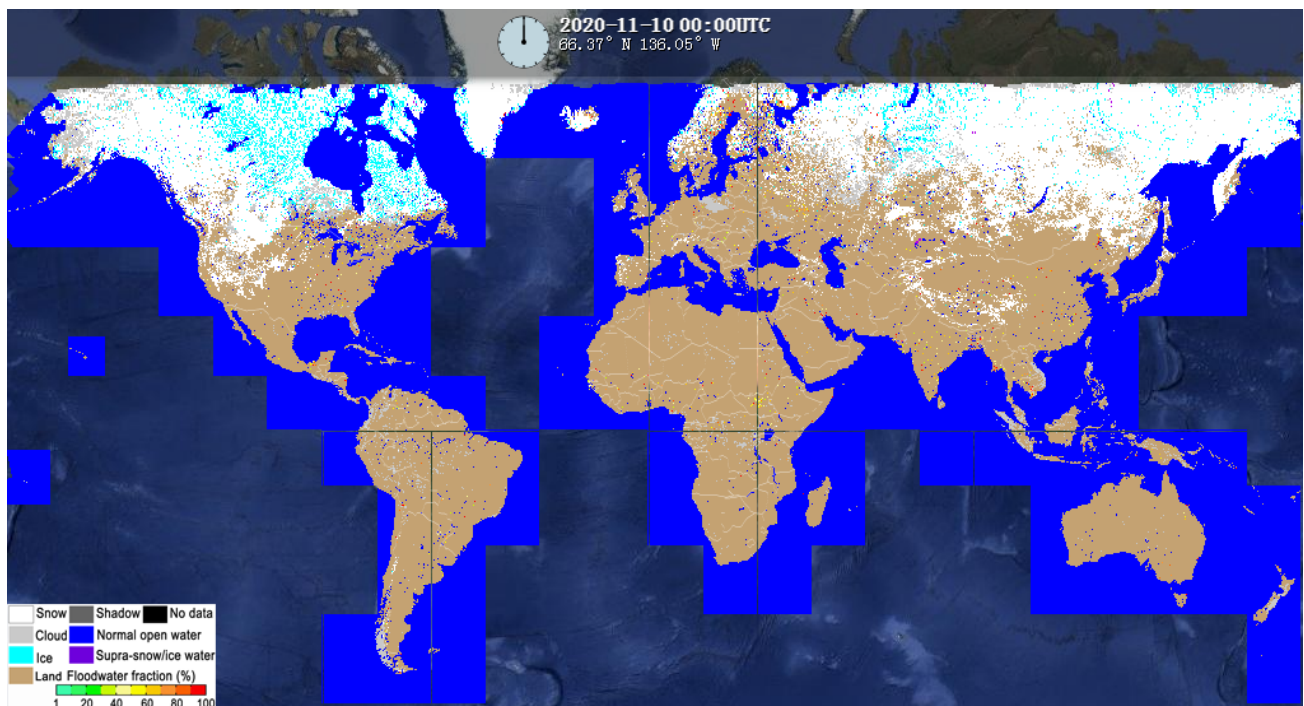 2020-11-10 00:00UTC
66.37° N 136.05° W
Snow Shadow No data
Cloud Normal open water
Ice Supra-snow/ice water
Land Floodwater fraction (%)
1 20 40 60 80 100